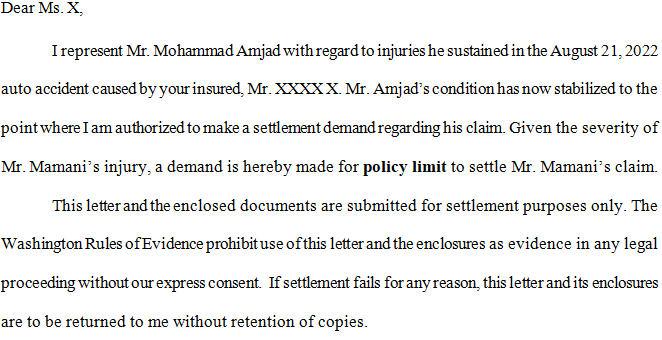 Dear Ms. X,
I represent Mr. Mohammad Amjad with regard to injuries he sustained in the August 21, 2022
auto accident caused by your insured, Mr. XXXX X. Mr. Amjad’s condition has now stabilized to the
point where I am authorized to make a settlement demand regarding his claim. Given the severity of
Mr. Mamani’s injury, a demand is hereby made for policy limit to settle Mr. Mamani’s claim.
This letter and the enclosed documents are submitted for settlement purposes only. The
Washington Rules of Evidence prohibit use of this letter and the enclosures as evidence in any legal
proceeding without our express consent. If settlement fails for any reason, this letter and its enclosures
are to be returned to me without retention of copies.